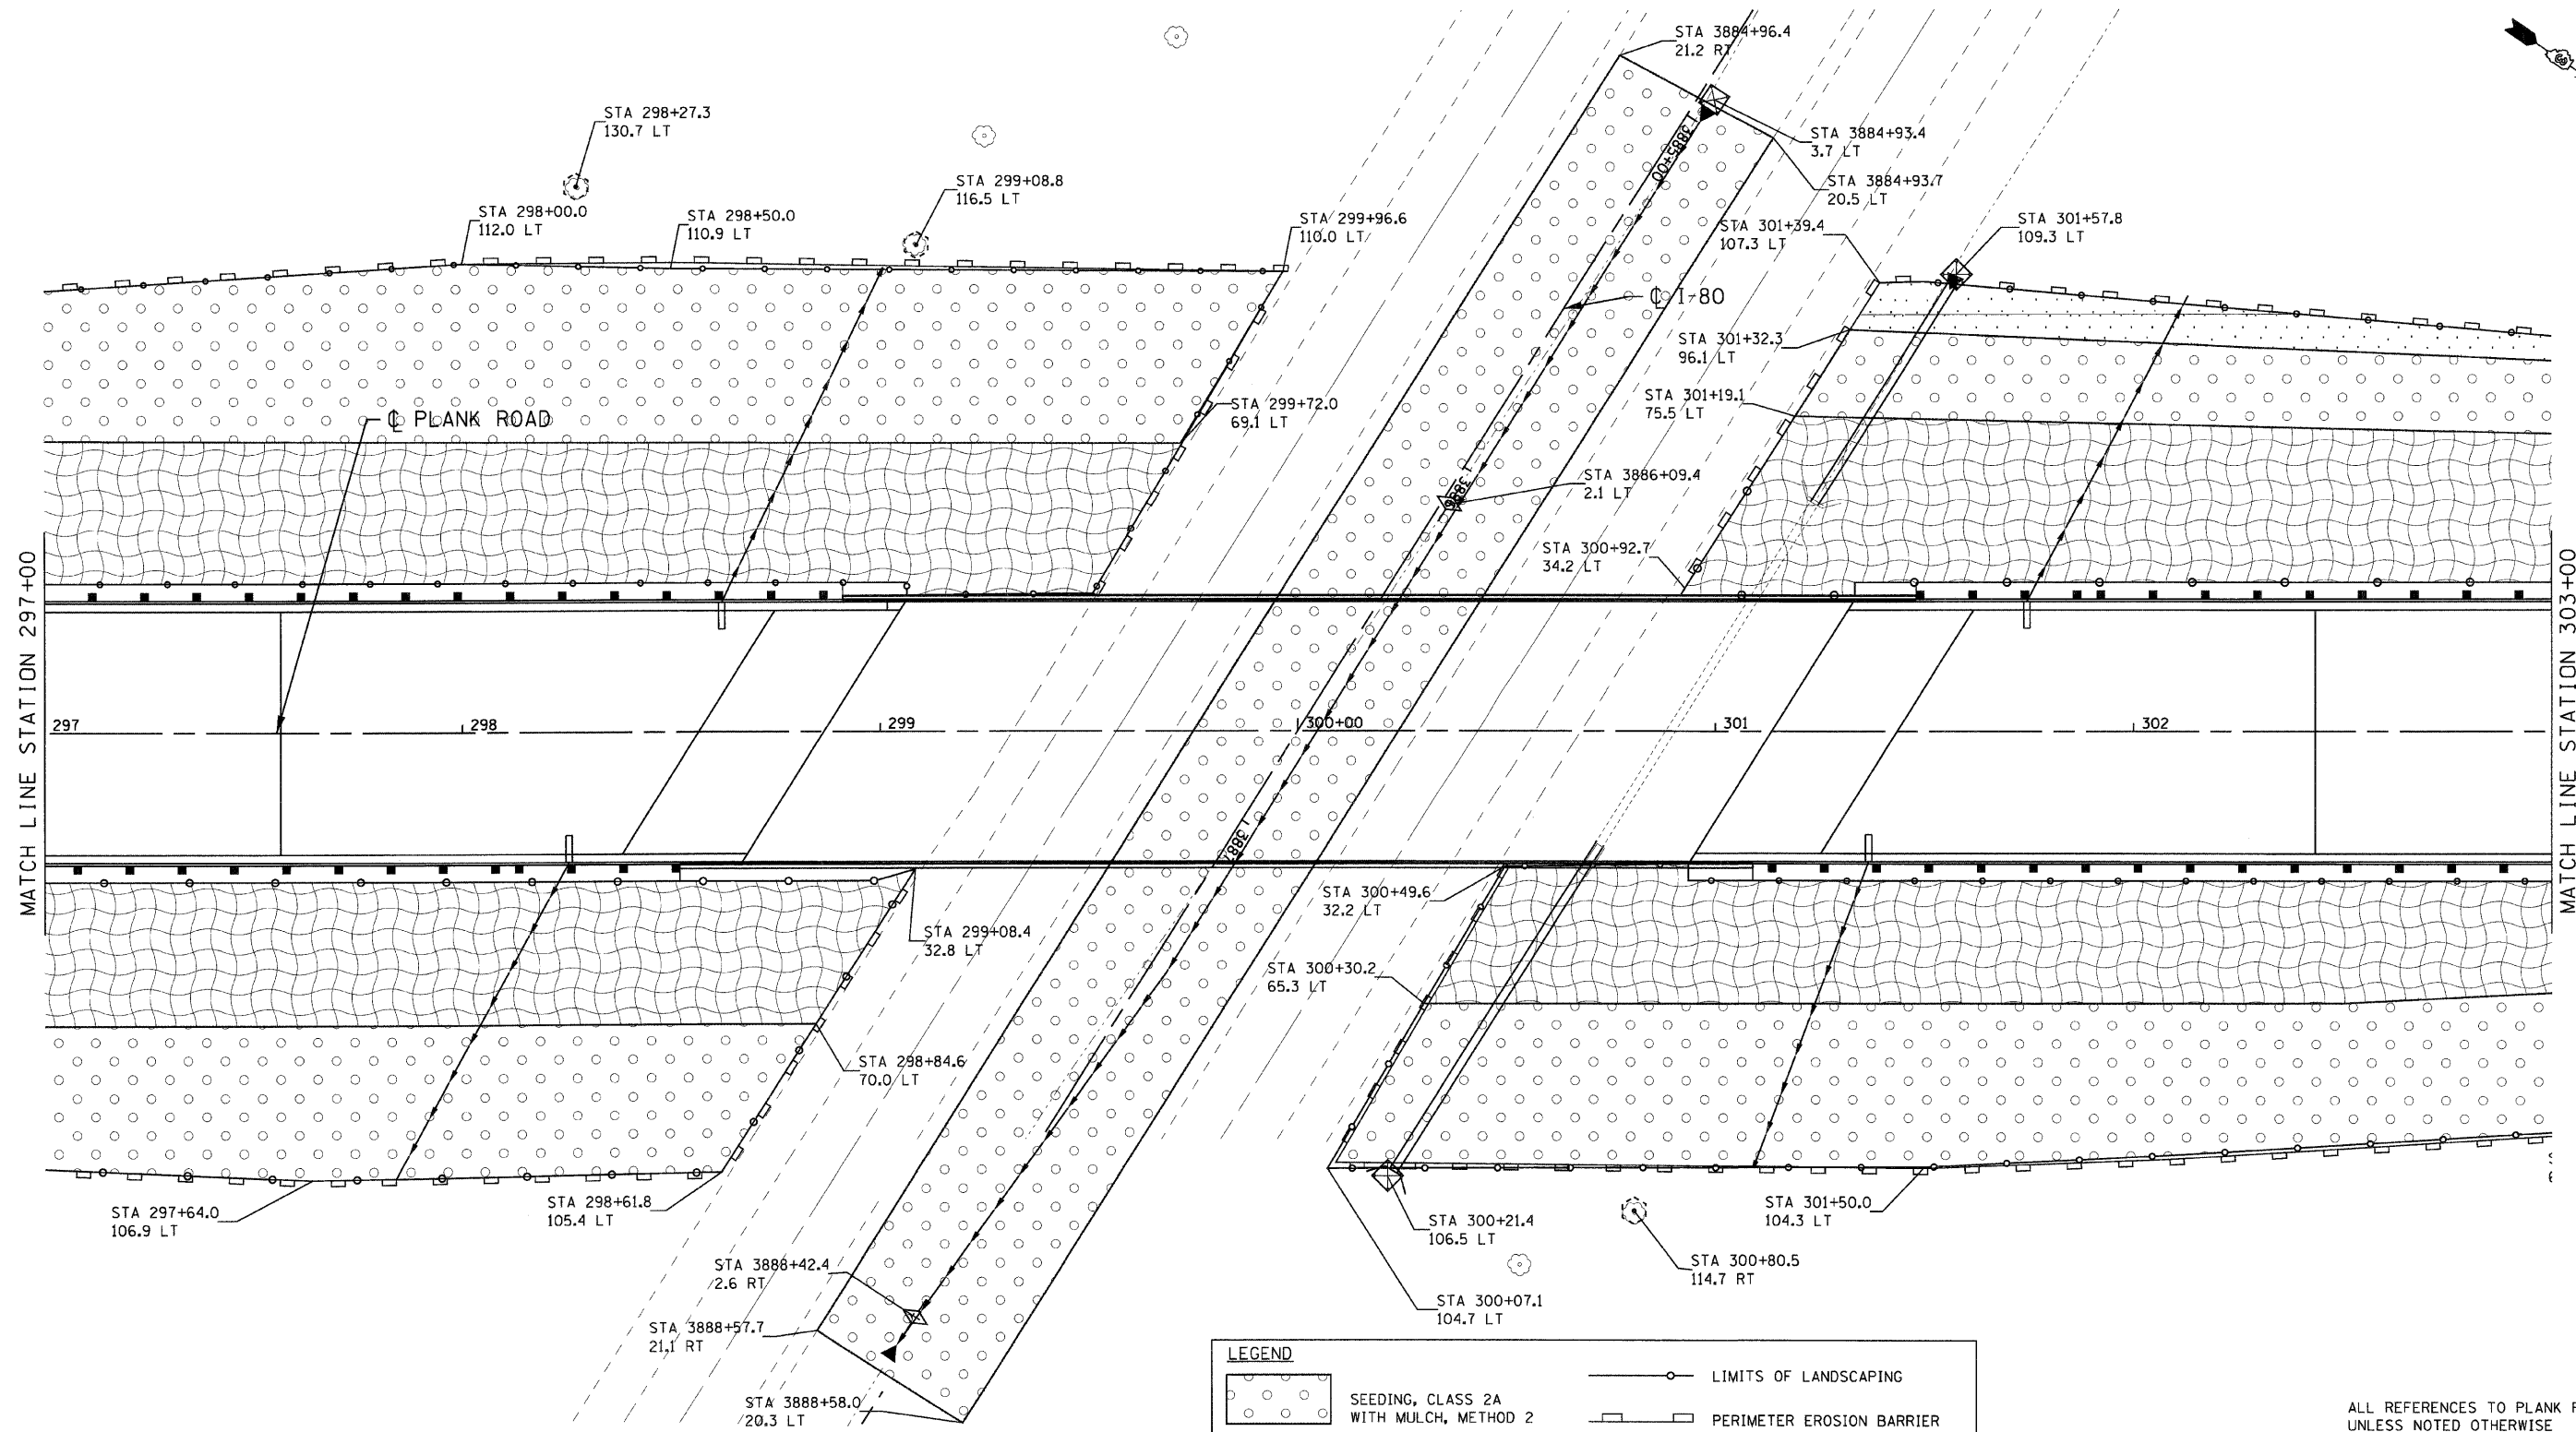 STA 3884+96.4
21.2 RT
STA 298+27.3
130.7 LT
STA 3884+93.4
3.7 LT
3885+00
STA 299+08.8
116.5 LT
STA 3884+93.7
20.5 LT
STA 298+00.0
112.0 LT
STA 298+50.0
110.9 LT
STA 299+96.6
110.0 LT
STA 301+39.4
107.3 LT
STA 301+57.8
109.3 LT
℄ I-80
STA 301+32.3
96.1 LT
STA 301+19.1
75.5 LT
STA 299+72.0
69.1 LT
℄ PLANK ROAD
STA 3886+09.4
2.1 LT
3886
STA 300+92.7
34.2 LT
MATCH LINE STATION 297+00
MATCH LINE STATION 303+00
297
298
299
300+00
301
302
3887
STA 300+49.6
32.2 LT
STA 299+08.4
32.8 LT
STA 300+30.2
65.3 LT
STA 298+84.6
70.0 LT
STA 297+64.0
106.9 LT
STA 298+61.8
105.4 LT
STA 300+21.4
106.5 LT
STA 301+50.0
104.3 LT
STA 3888+42.4
2.6 RT
STA 300+80.5
114.7 RT
STA 300+07.1
104.7 LT
STA 3888+57.7
21.1 RT
STA 3888+58.0
20.3 LT
LEGEND
SEEDING, CLASS 2A
WITH MULCH, METHOD 2
LIMITS OF LANDSCAPING
PERIMETER EROSION BARRIER
ALL REFERENCES TO PLANK
UNLESS NOTED OTHERWISE